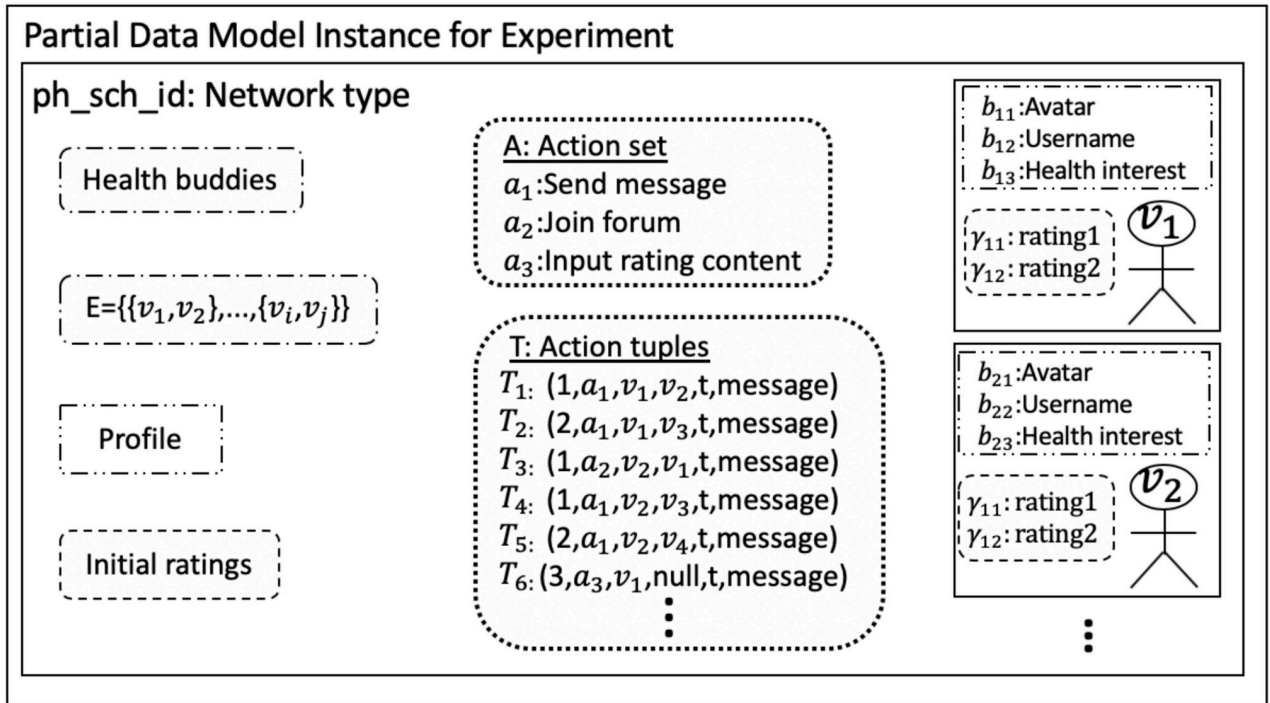 Partial Data Model Instance for Experiment
ph_sch_id: Network type
Health buddies
E={{v₁,v₂},...,{vᵢ,vⱼ}}
Profile
Initial ratings
A: Action set
a₁:Send message
a₂:Join forum
a₃:Input rating content
T: Action tuples
T₁: (1,a₁,v₁,v₂,t,message)
T₂: (2,a₁,v₁,v₃,t,message)
T₃: (1,a₂,v₂,v₁,t,message)
T₄: (1,a₁,v₂,v₃,t,message)
T₅: (2,a₁,v₂,v₄,t,message)
T₆: (3,a₃,v₁,null,t,message)
⋮
b₁₁:Avatar
b₁₂:Username
b₁₃:Health interest
γ₁₁: rating1
γ₁₂: rating2
v₁
b₂₁:Avatar
b₂₂:Username
b₂₃:Health interest
γ₁₁: rating1
γ₁₂: rating2
v₂
⋮